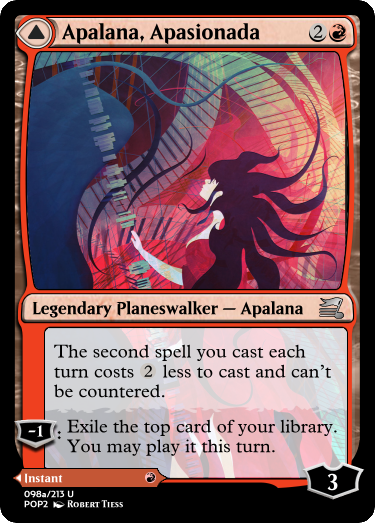 Apalana, Apasionada 2
Legendary Planeswalker — Apalana
The second spell you cast each
turn costs 2 less to cast and can't
be countered.
-1: Exile the top card of your library.
You may play it this turn.
Instant
3
098a/213 U
POP2 Robert Tiess